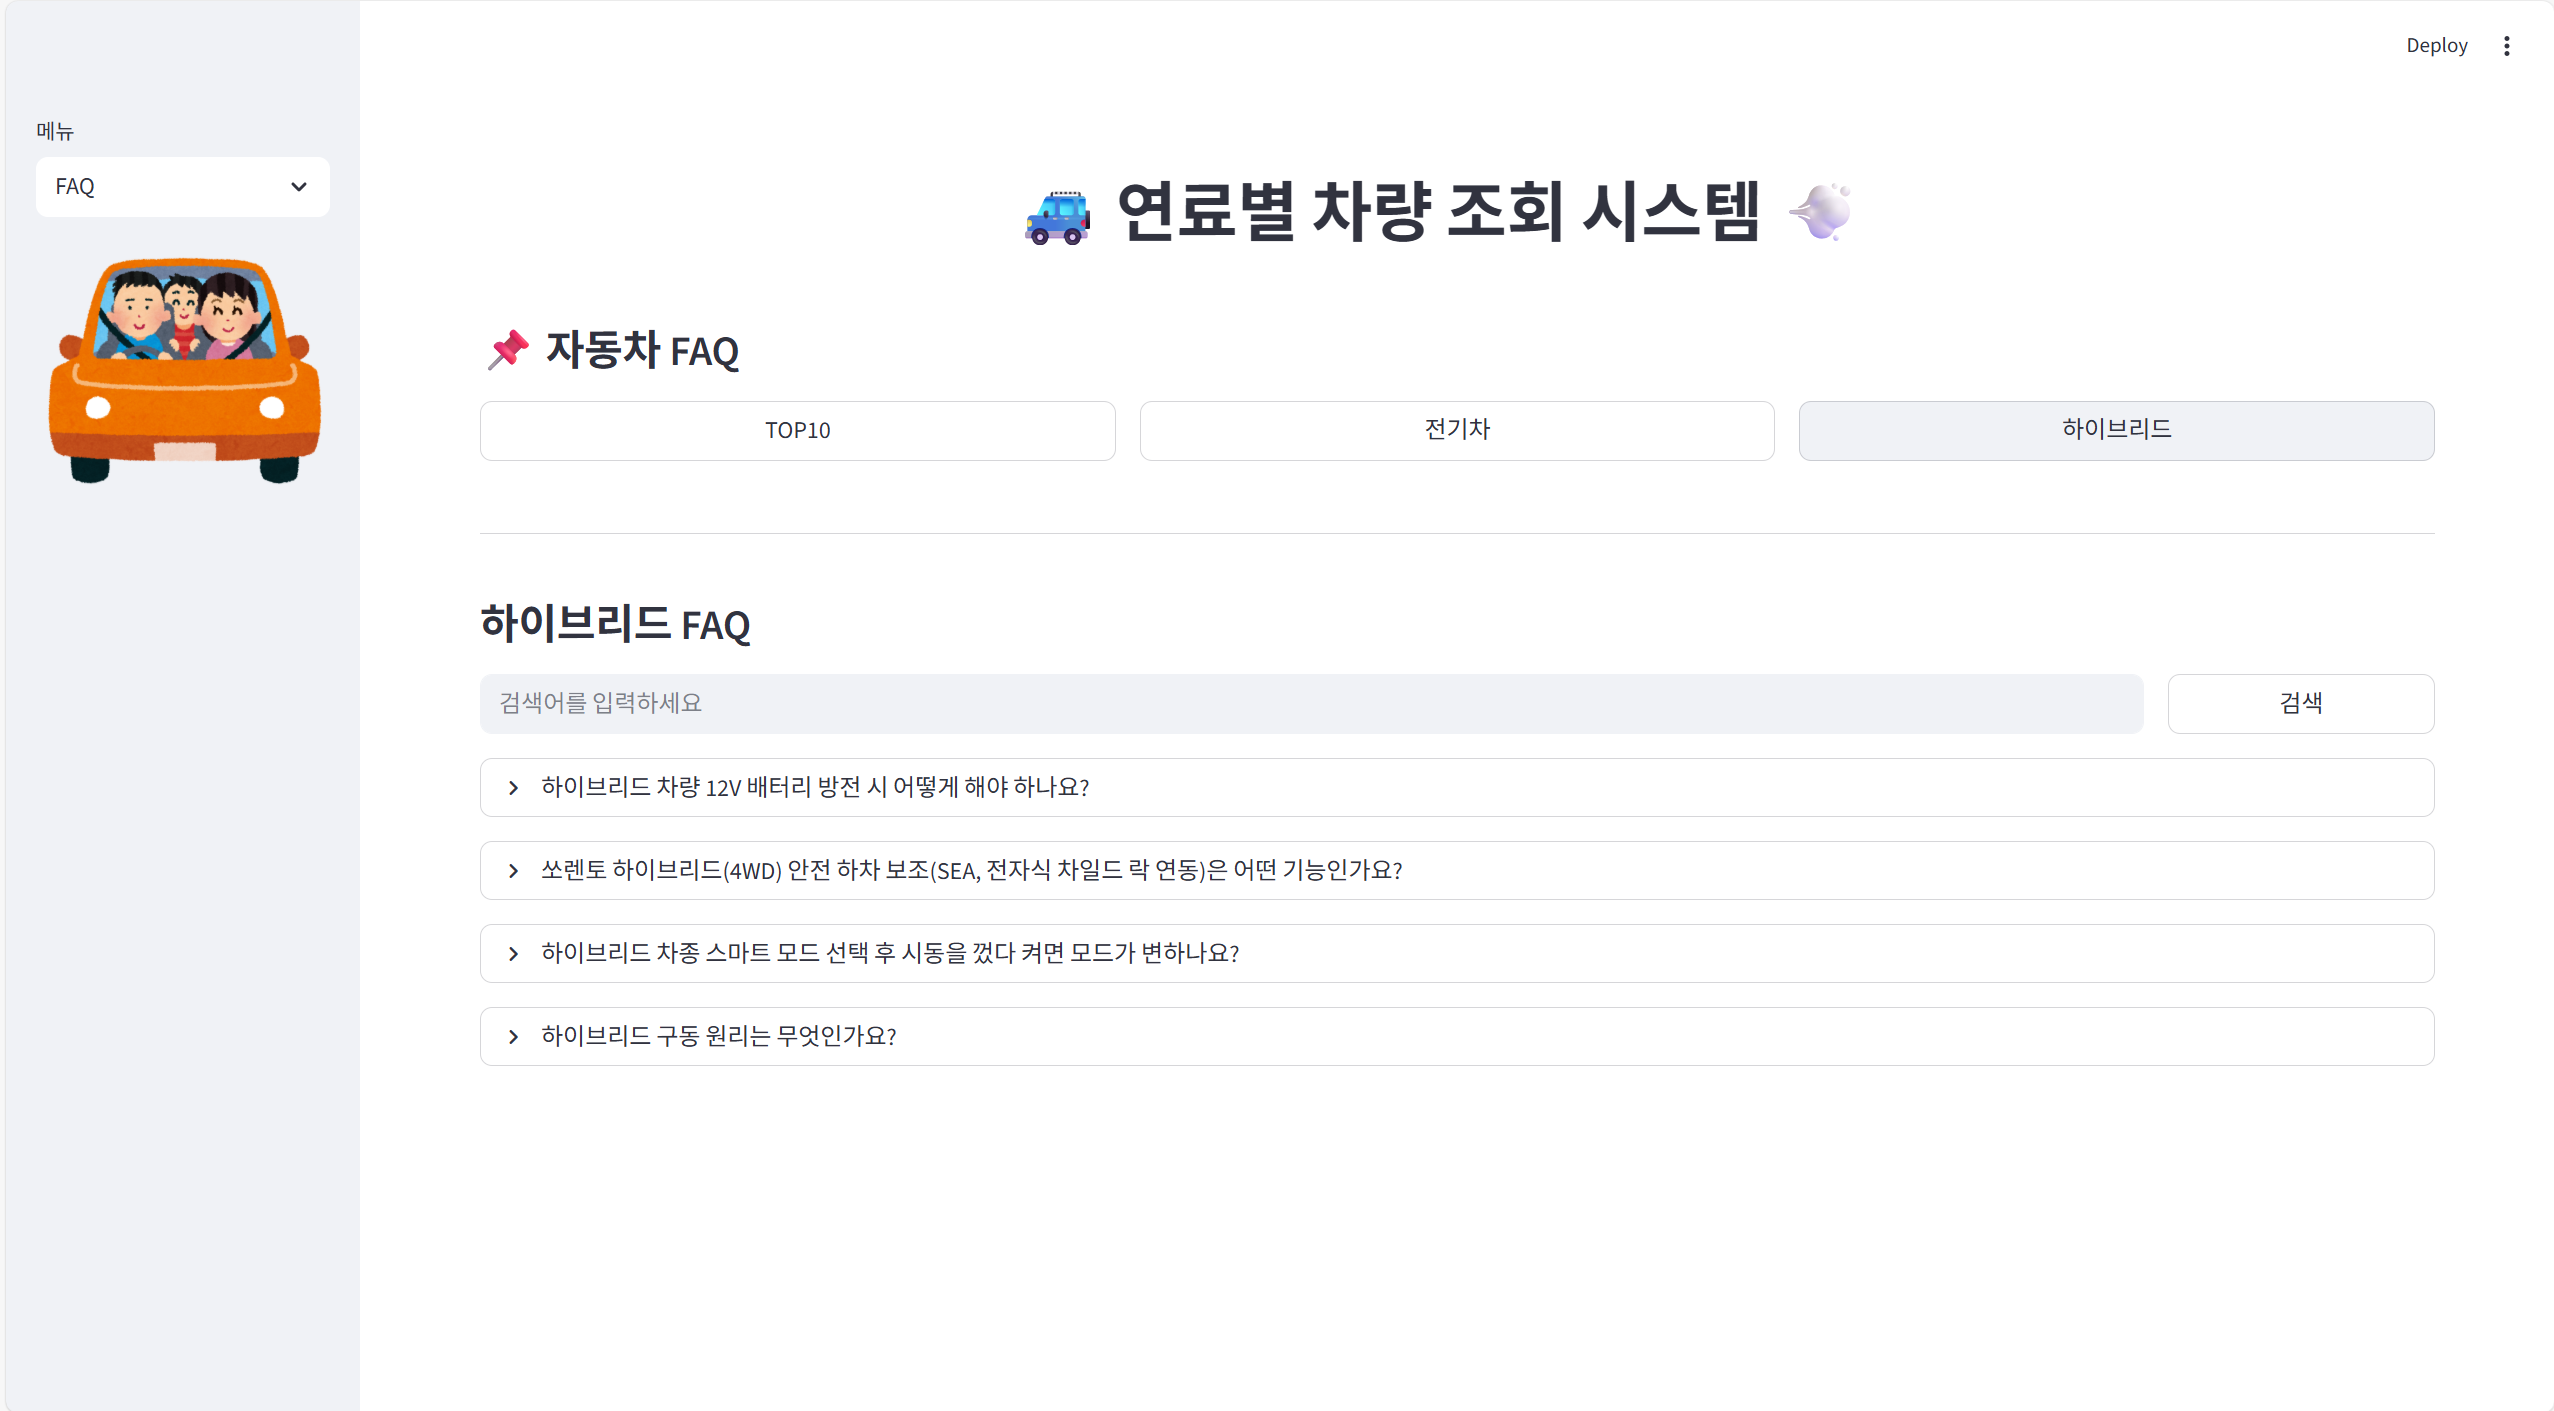 Deploy
메뉴
FAQ
연료별 차량 조회 시스템
자동차 FAQ
TOP10
전기차
하이브리드
하이브리드 FAQ
검색어를 입력하세요
검색
하이브리드 차량 12V 배터리 방전 시 어떻게 해야 하나요?
쏘렌토 하이브리드(4WD) 안전 하차 보조(SEA, 전자식 차일드 락 연동)은 어떤 기능인가요?
하이브리드 차종 스마트 모드 선택 후 시동을 껐다 켜면 모드가 변하나요?
하이브리드 구동 원리는 무엇인가요?